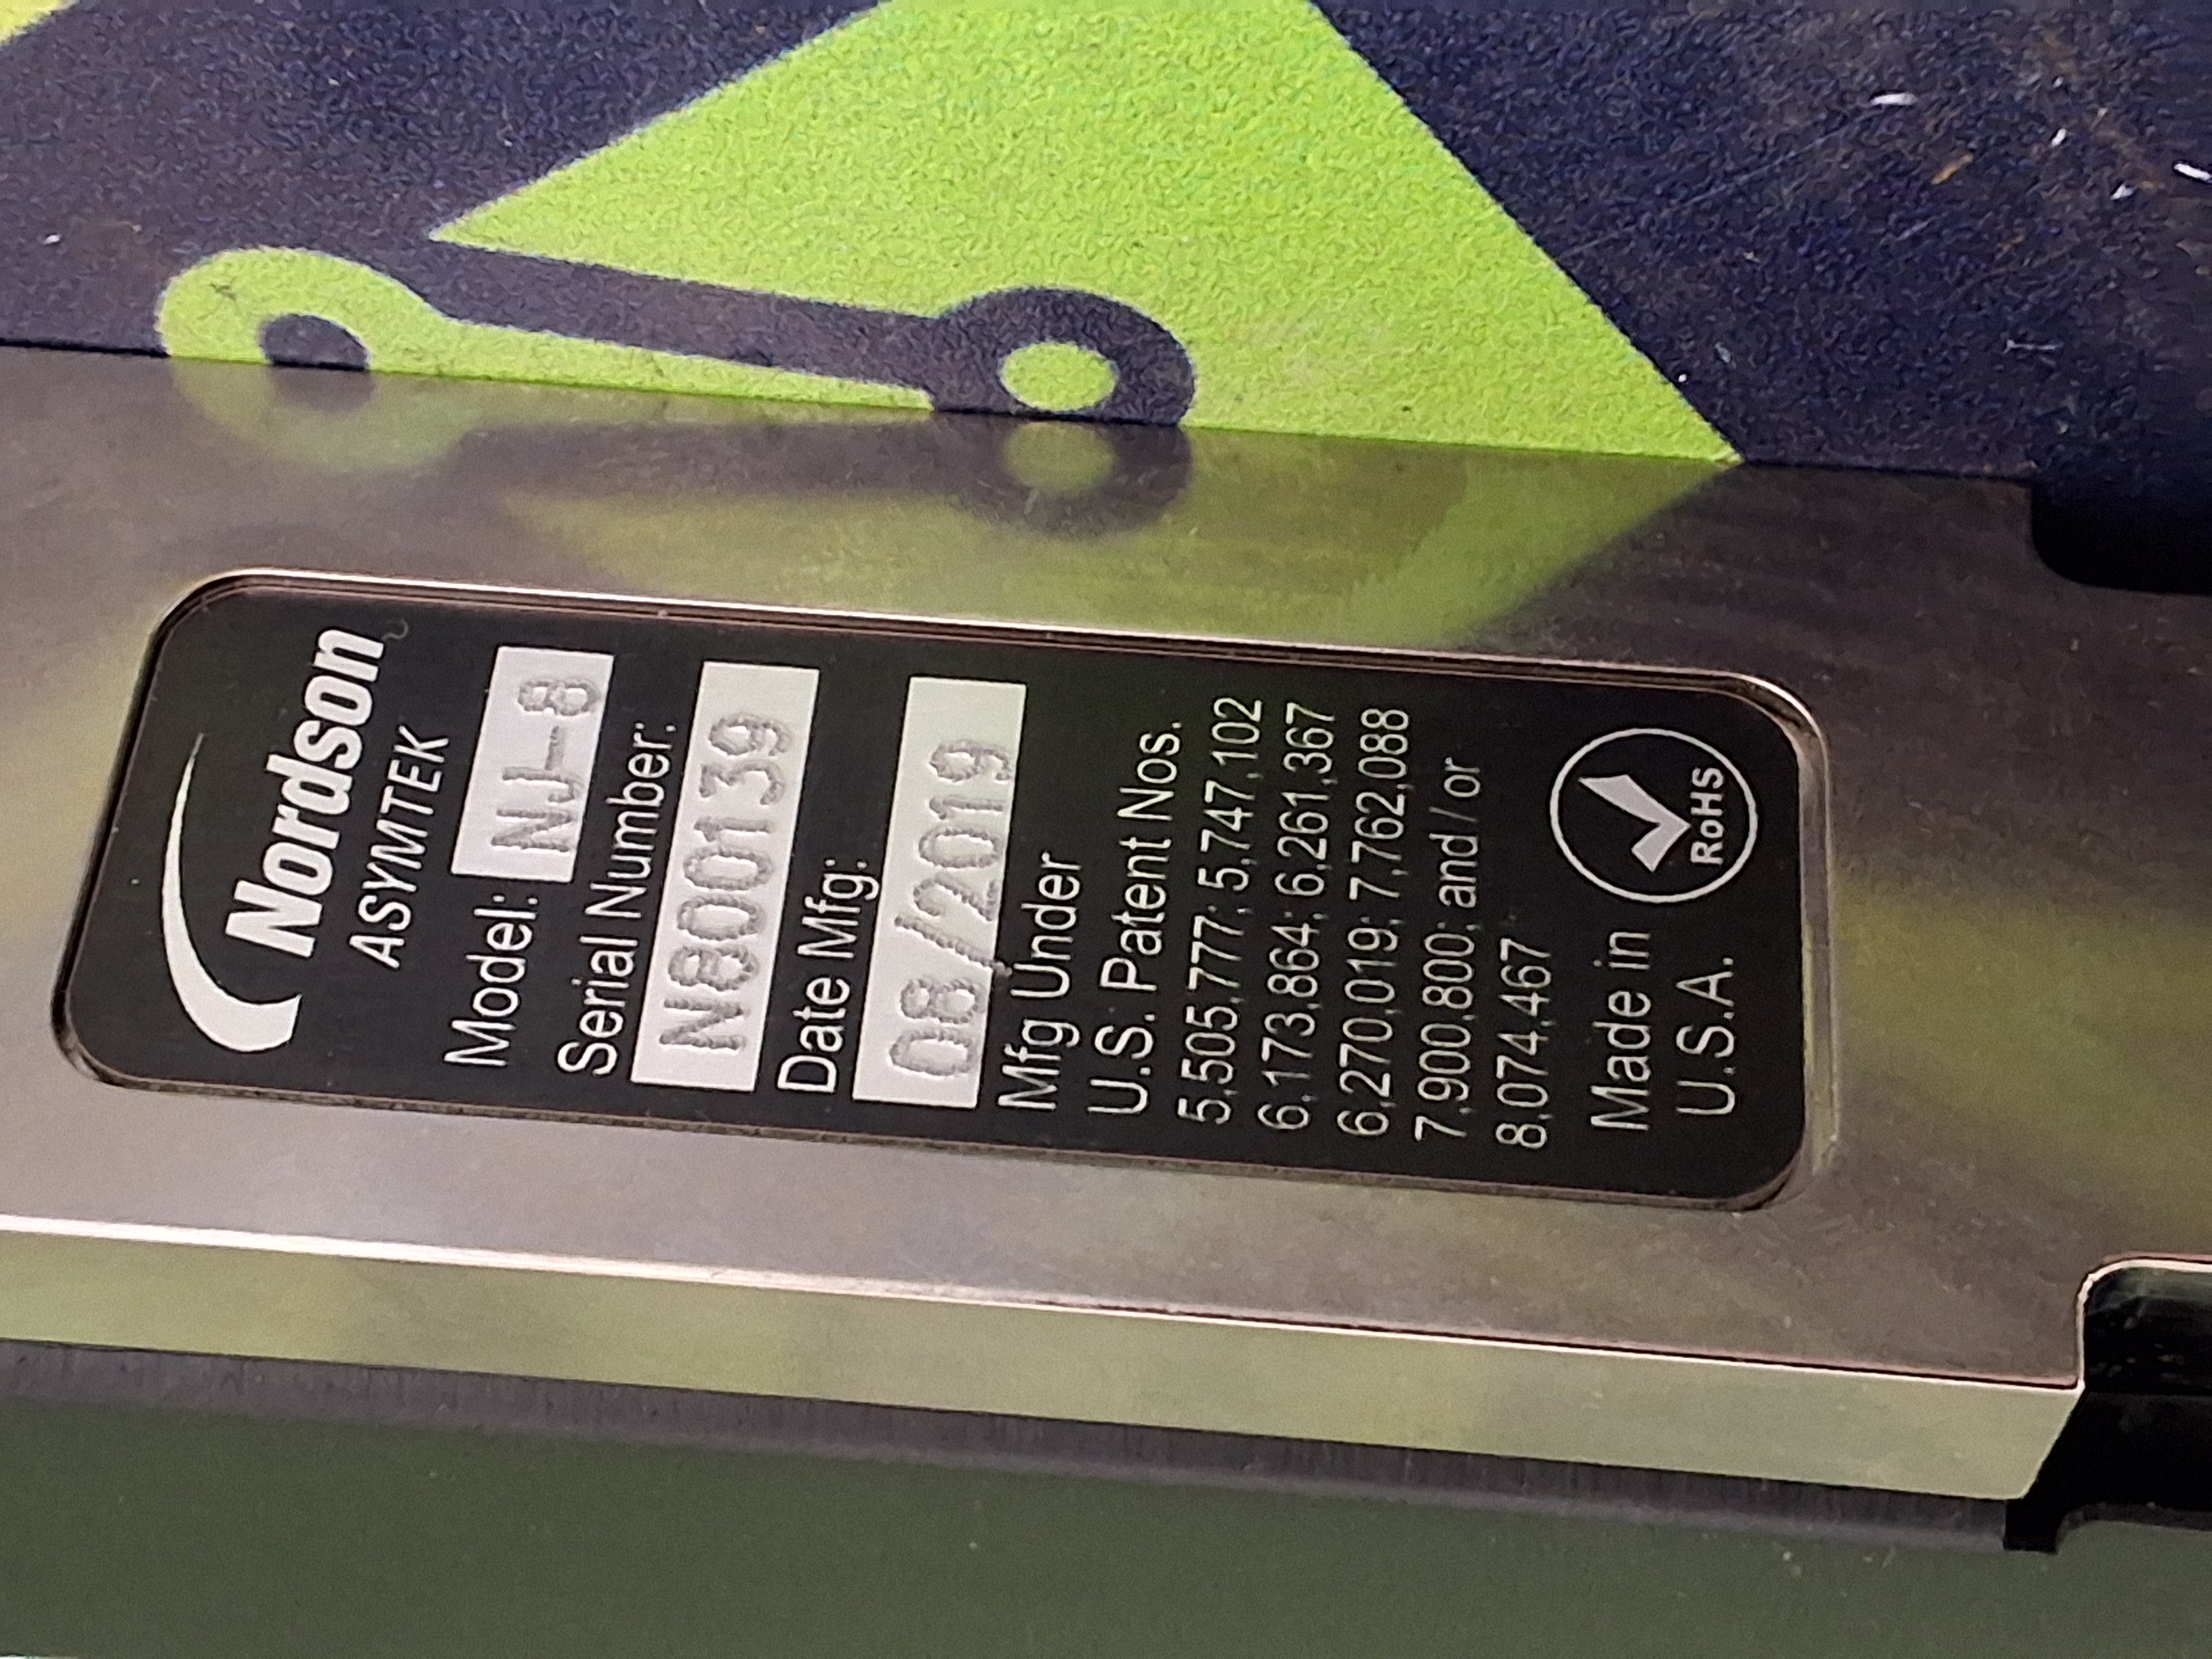 Nordson
ASYMTEK
Model: NJ-8
Serial Number:
N800139
Date Mfg:
08/2019
Mfg Under
U.S. Patent Nos.
5,505,777; 5,747,102
6,173,864; 6,261,367
6,270,019; 7,762,088
7,900,800; and / or
8,074,467
Made in
U.S.A.
RoHS